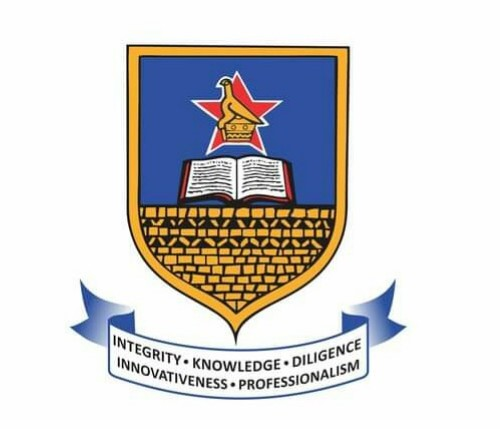 INTEGRITY • KNOWLEDGE • DILIGENCE
INNOVATIVENESS • PROFESSIONALISM